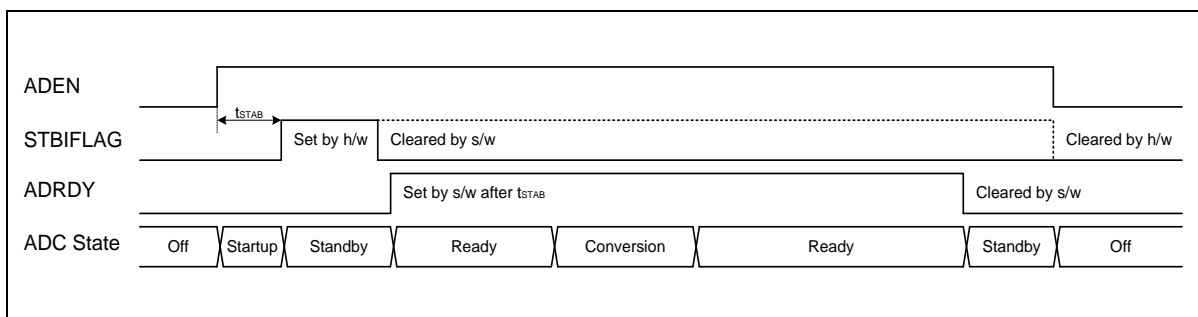 ADEN
tSTAB
STBIFLAG Set by h/w Cleared by s/w Cleared by h/w
ADRDY Set by s/w after tSTAB Cleared by s/w
ADC State Off Startup Standby Ready Conversion Ready Standby Off